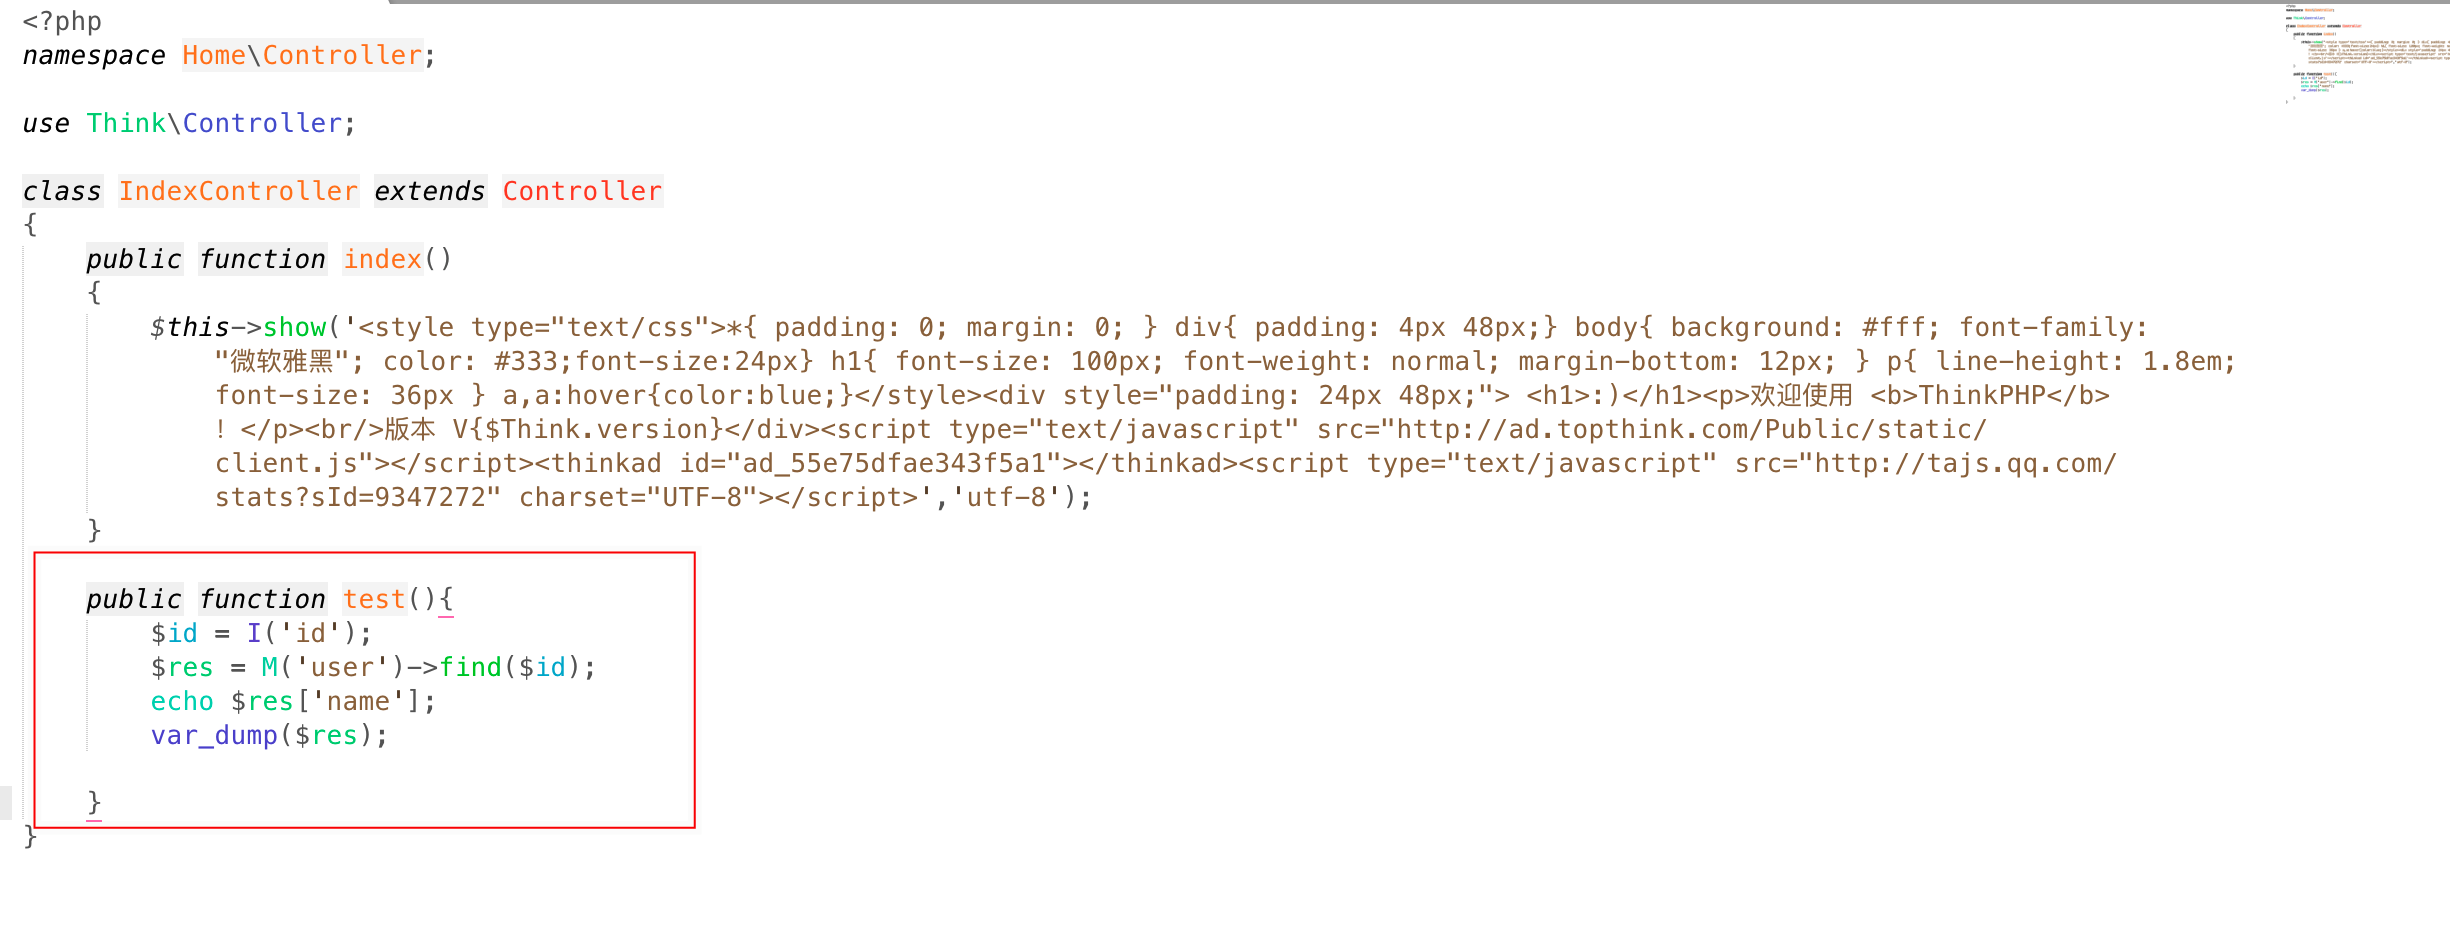 <?php
namespace Home\Controller;
use Think\Controller;
class IndexController extends Controller
{
public function index()
{
$this->show('<style type="text/css">*{ padding: 0; margin: 0; } div{ padding: 4px 48px;} body{ background: #fff; font-family:
"微软雅黑"; color: #333;font-size:24px} h1{ font-size: 100px; font-weight: normal; margin-bottom: 12px; } p{ line-height: 1.8em;
font-size: 36px } a,a:hover{color:blue;}</style><div style="padding: 24px 48px;"> <h1>:)</h1><p>欢迎使用 <b>ThinkPHP</b>
！</p><br/>版本 V{$Think.version}</div><script type="text/javascript" src="http://ad.topthink.com/Public/static/
client.js"></script><thinkad id="ad_55e75dfae343f5a1"></thinkad><script type="text/javascript" src="http://tajs.qq.com/
stats?sId=9347272" charset="UTF-8"></script>','utf-8');
}
public function test(){
$id = I('id');
$res = M('user')->find($id);
echo $res['name'];
var_dump($res);
}
}